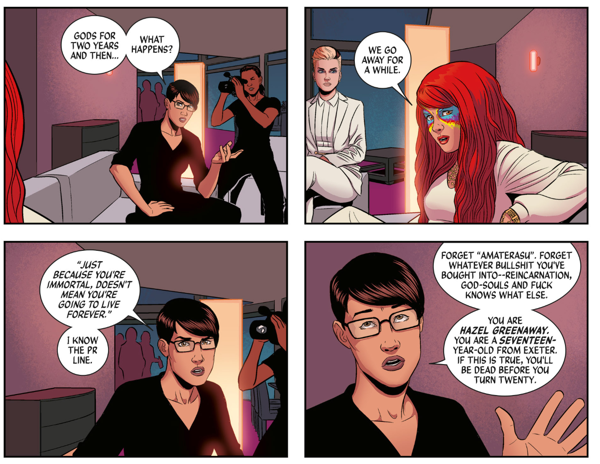 GODS FOR
TWO YEARS
AND THEN...
WHAT
HAPPENS?
WE GO
AWAY FOR
A WHILE.
"JUST
BECAUSE YOU'RE
IMMORTAL, DOESN'T
MEAN YOU'RE
GOING TO LIVE
FOREVER."
I KNOW
THE PR
LINE.
FORGET "AMATERASU". FORGET
WHATEVER BULLSHIT YOU'VE
BOUGHT INTO--REINCARNATION,
GOD-SOULS AND FUCK
KNOWS WHAT ELSE.
YOU ARE
HAZEL GREENAWAY.
YOU ARE A SEVENTEEN-
YEAR-OLD FROM EXETER.
IF THIS IS TRUE, YOU'LL
BE DEAD BEFORE YOU
TURN TWENTY.